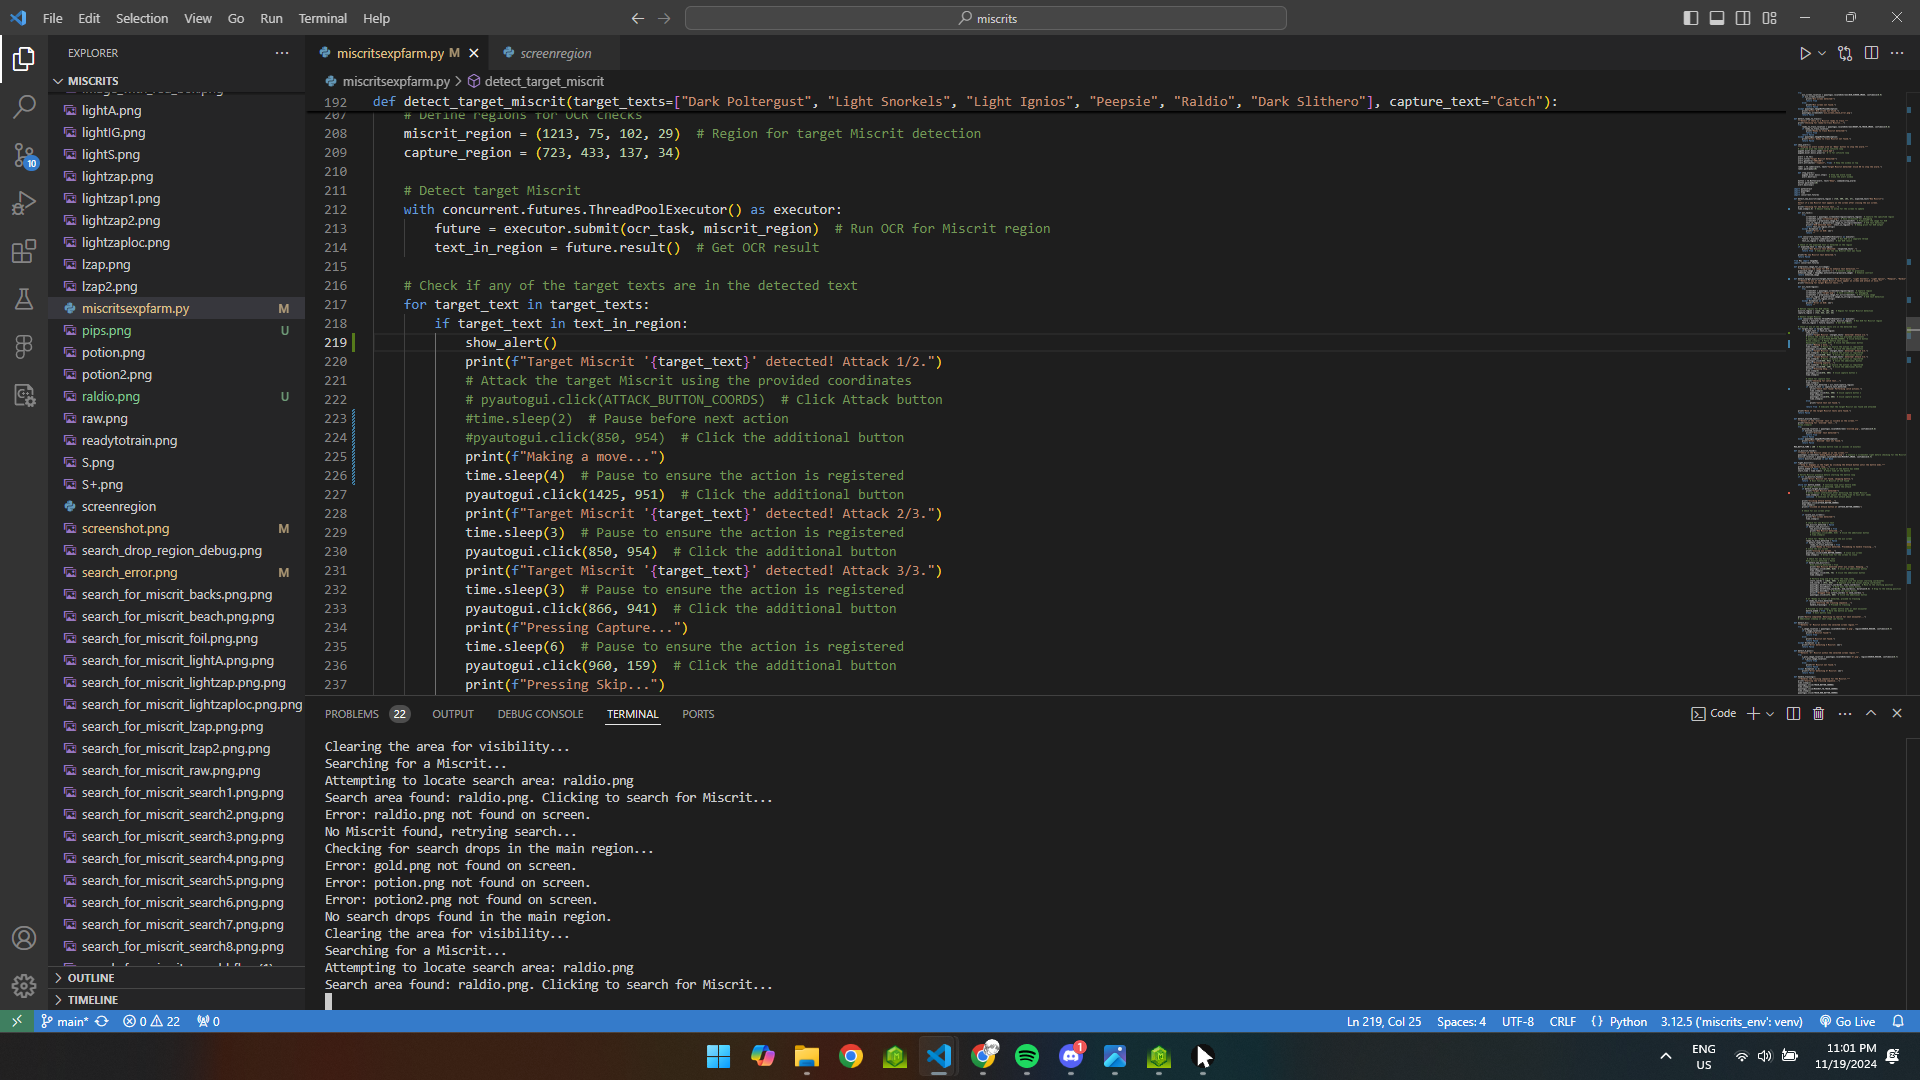 File Edit Selection View Go Run Terminal Help
miscrits
EXPLORER
MISCRITS
lightA.png
lightIG.png
lightS.png
lightzap.png
lightzap1.png
lightzap2.png
lightzaploc.png
lzap.png
lzap2.png
miscritsexpfarm.py M
pips.png U
potion.png
potion2.png
raldio.png U
raw.png
readytotrain.png
S.png
S+.png
screenregion
screenshot.png M
search_drop_region_debug.png
search_error.png M
search_for_miscrit_backs.png.png
search_for_miscrit_beach.png.png
search_for_miscrit_foil.png.png
search_for_miscrit_lightA.png.png
search_for_miscrit_lightzap.png.png
search_for_miscrit_lightzaploc.png.png
search_for_miscrit_lzap.png.png
search_for_miscrit_lzap2.png.png
search_for_miscrit_raw.png.png
search_for_miscrit_search1.png.png
search_for_miscrit_search2.png.png
search_for_miscrit_search3.png.png
search_for_miscrit_search4.png.png
search_for_miscrit_search5.png.png
search_for_miscrit_search6.png.png
search_for_miscrit_search7.png.png
search_for_miscrit_search8.png.png
OUTLINE
TIMELINE
10
miscritsexpfarm.py M
screenregion
miscritsexpfarm.py > detect_target_miscrit
192 def detect_target_miscrit(target_texts=["Dark Poltergust", "Light Snorkels", "Light Ignios", "Peepsie", "Raldio", "Dark Slithero"], capture_text="Catch"):
207 # Define regions for OCR checks
208 miscrit_region = (1213, 75, 102, 29) # Region for target Miscrit detection
209 capture_region = (723, 433, 137, 34)
210
211 # Detect target Miscrit
212 with concurrent.futures.ThreadPoolExecutor() as executor:
213 future = executor.submit(ocr_task, miscrit_region) # Run OCR for Miscrit region
214 text_in_region = future.result() # Get OCR result
215
216 # Check if any of the target texts are in the detected text
217 for target_text in target_texts:
218 if target_text in text_in_region:
219 show_alert()
220 print(f"Target Miscrit '{target_text}' detected! Attack 1/2.")
221 # Attack the target Miscrit using the provided coordinates
222 # pyautogui.click(ATTACK_BUTTON_COORDS) # Click Attack button
223 #time.sleep(2) # Pause before next action
224 #pyautogui.click(850, 954) # Click the additional button
225 print(f"Making a move...")
226 time.sleep(4) # Pause to ensure the action is registered
227 pyautogui.click(1425, 951) # Click the additional button
228 print(f"Target Miscrit '{target_text}' detected! Attack 2/3.")
229 time.sleep(3) # Pause to ensure the action is registered
230 pyautogui.click(850, 954) # Click the additional button
231 print(f"Target Miscrit '{target_text}' detected! Attack 3/3.")
232 time.sleep(3) # Pause to ensure the action is registered
233 pyautogui.click(866, 941) # Click the additional button
234 print(f"Pressing Capture...")
235 time.sleep(6) # Pause to ensure the action is registered
236 pyautogui.click(960, 159) # Click the additional button
237 print(f"Pressing Skip...")
PROBLEMS 22 OUTPUT DEBUG CONSOLE TERMINAL PORTS
Code
Clearing the area for visibility...
Searching for a Miscrit...
Attempting to locate search area: raldio.png
Search area found: raldio.png. Clicking to search for Miscrit...
Error: raldio.png not found on screen.
No Miscrit found, retrying search...
Checking for search drops in the main region...
Error: gold.png not found on screen.
Error: potion.png not found on screen.
Error: potion2.png not found on screen.
No search drops found in the main region.
Clearing the area for visibility...
Searching for a Miscrit...
Attempting to locate search area: raldio.png
Search area found: raldio.png. Clicking to search for Miscrit...
main* 0 22 0
Ln 219, Col 25 Spaces: 4 UTF-8 CRLF {} Python 3.12.5 ('miscrits_env': venv) Go Live
1
ENG
US
11:01 PM
11/19/2024